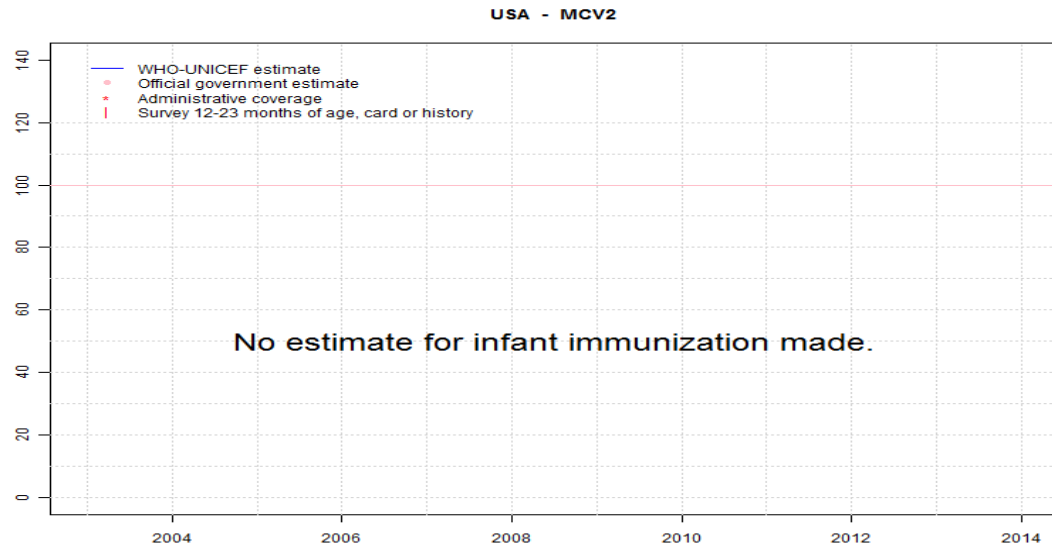 USA - MCV2
WHO-UNICEF estimate
Official government estimate
Administrative coverage
Survey 12-23 months of age, card or history
140
120
100
80
60
40
20
0
No estimate for infant immunization made.
2004 2006 2008 2010 2012 2014